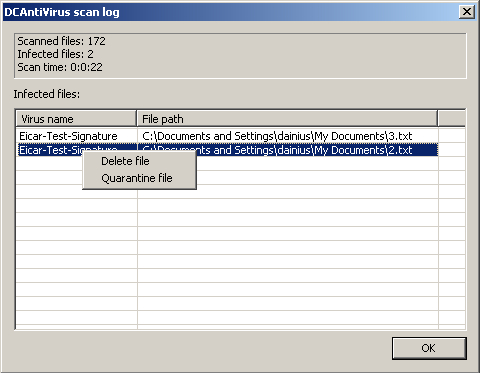 DCAntiVirus scan log
Scanned files: 172
Infected files: 2
Scan time: 0:0:22
Infected files:
Virus name File path
Eicar-Test-Signature C:\Documents and Settings\dainius\My Documents\3.txt
Eicar-Test-Signature C:\Documents and Settings\dainius\My Documents\2.txt
Delete file
Quarantine file
OK